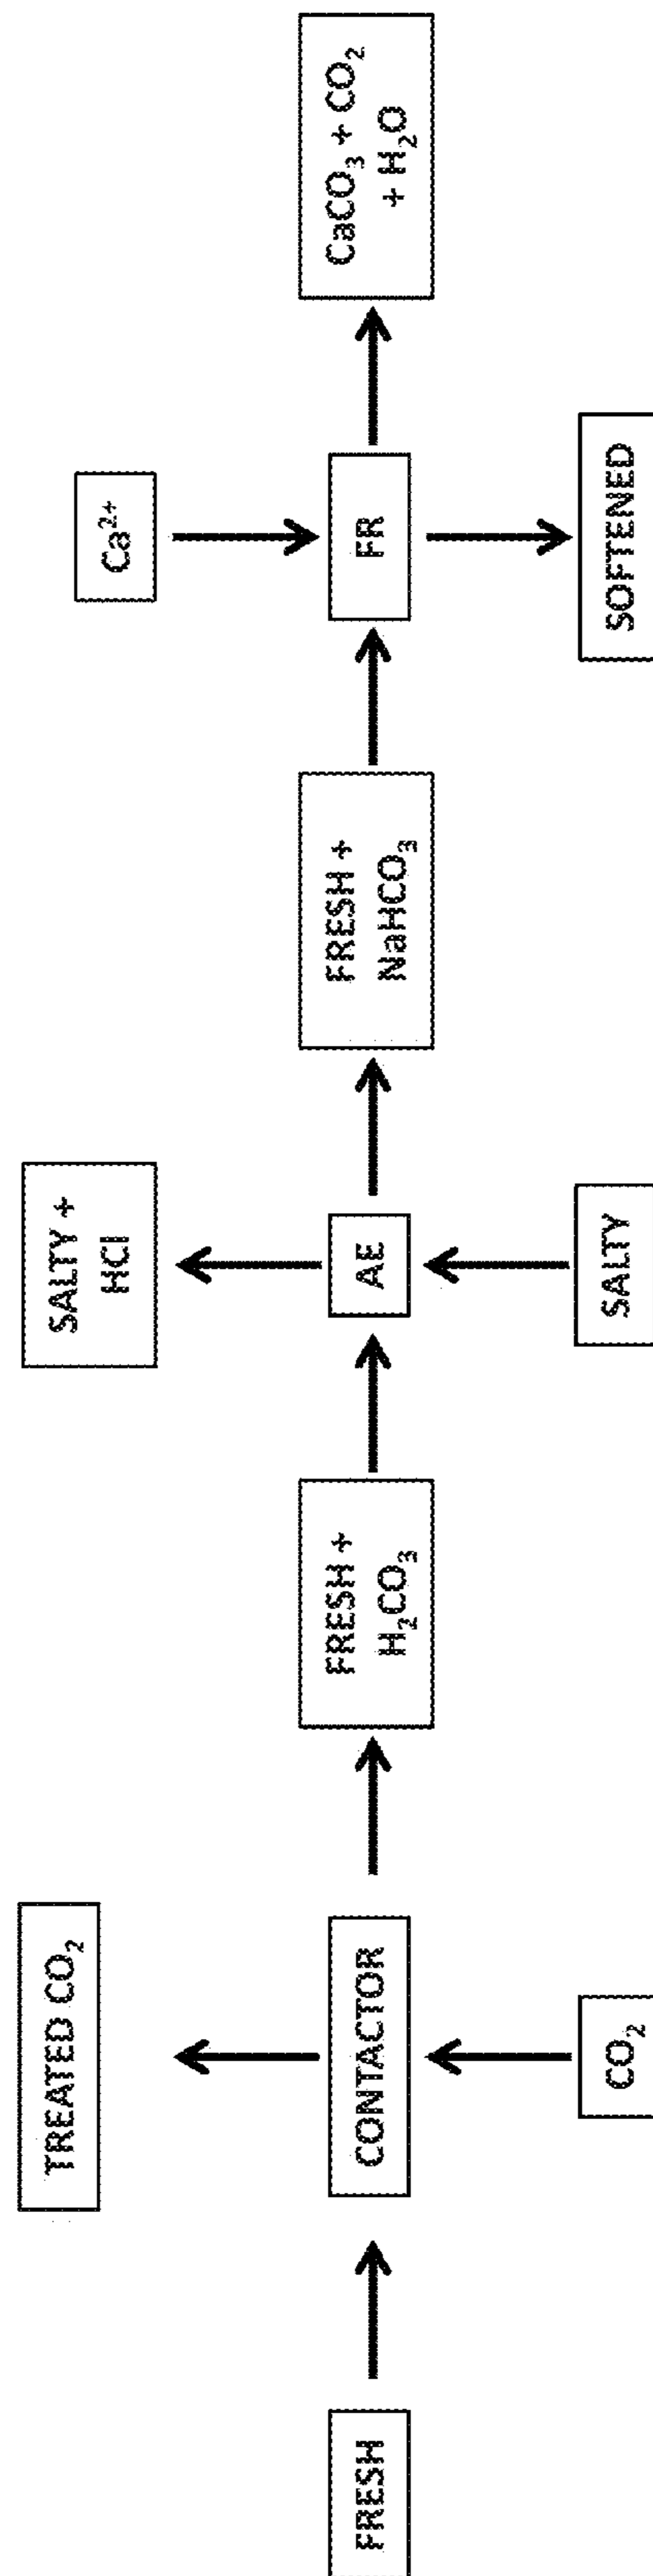 TREATED CO₂
SALTY +
HCl
Ca²⁺
FRESH
CONTACTOR
FRESH +
H₂CO₃
AE
FRESH +
NaHCO₃
FR
CaCO₃ + CO₂
+ H₂O
CO₂
SALTY
SOFTENED